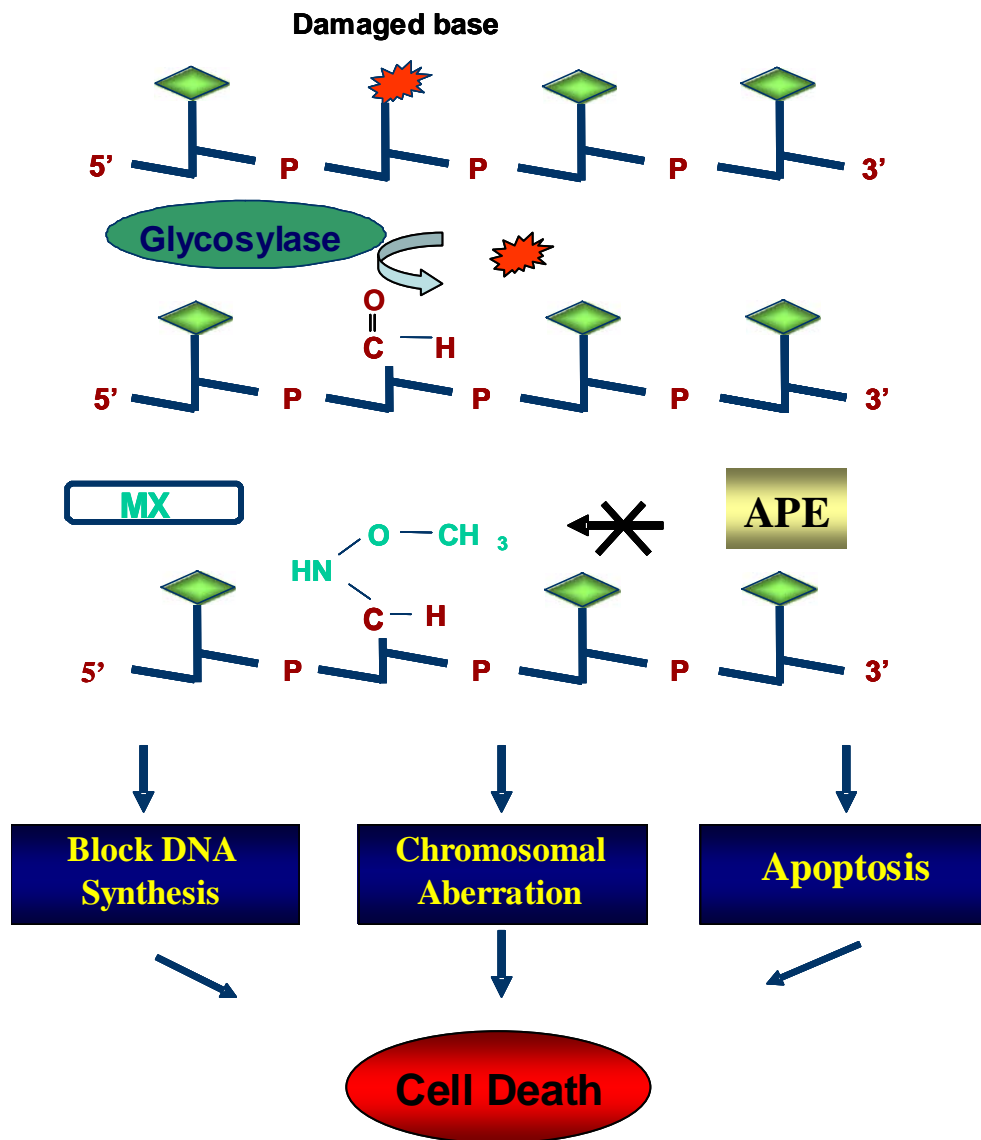 Damaged base
5’ P P P 3’
Glycosylase
O
C H
5’ P P P 3’
MX
APE
O CH 3
HN
C H
5’ P P P 3’
Block DNA
Synthesis
Chromosomal
Aberration
Apoptosis
Cell Death